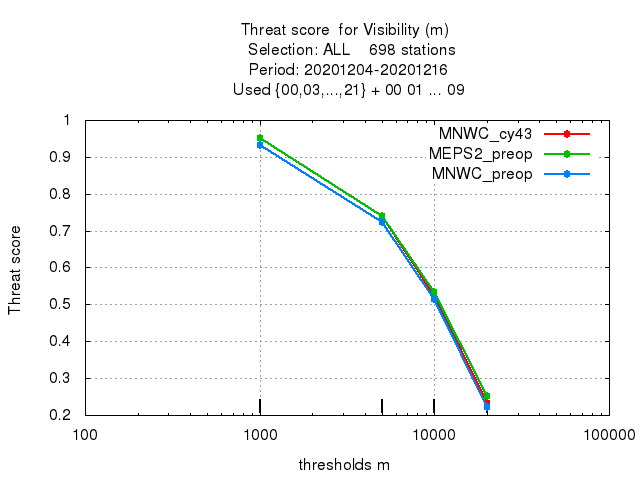 Threat score  for Visibility (m)
Selection: ALL    698 stations
Period: 20201204-20201216
Used {00,03,...,21} + 00 01 ... 09
MNWC_cy43
MEPS2_preop
MNWC_preop
1
0.9
0.8
0.7
0.6
0.5
0.4
0.3
0.2
Threat score
100 1000 10000 100000
thresholds m